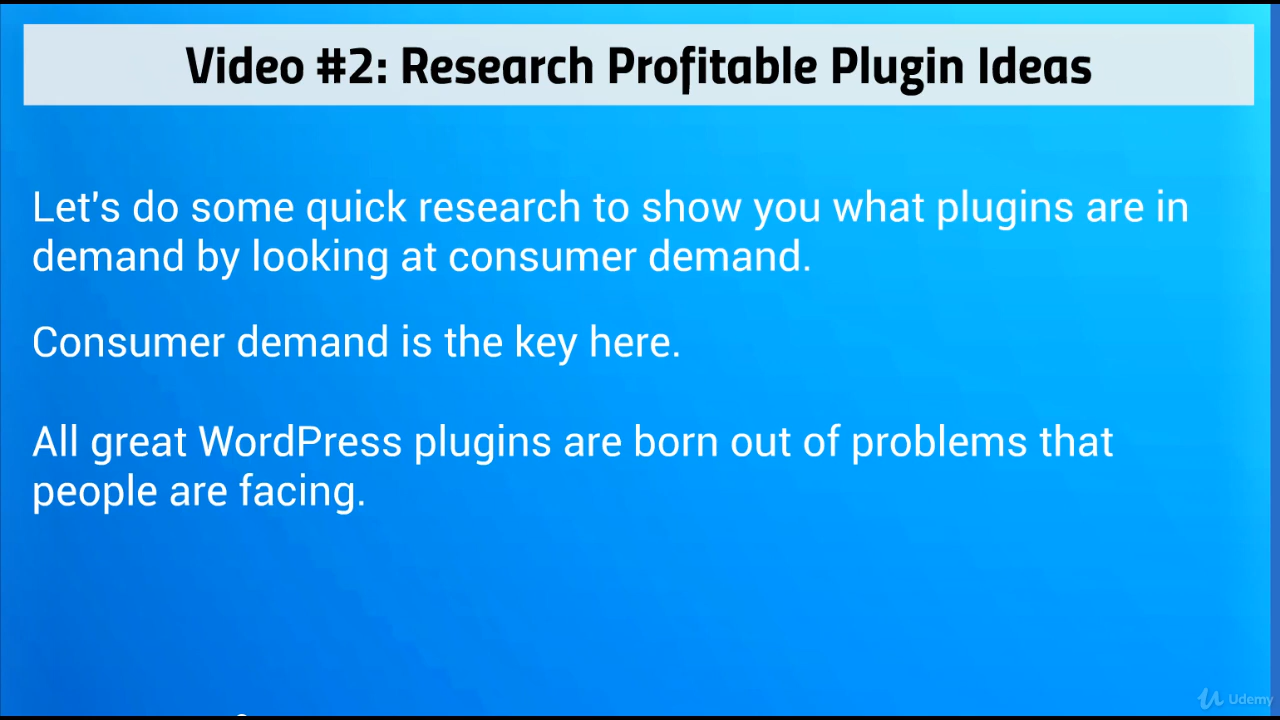 Video #2: Research Profitable Plugin Ideas
Let's do some quick research to show you what plugins are in
demand by looking at consumer demand.
Consumer demand is the key here.
All great WordPress plugins are born out of problems that
people are facing.
Udemy